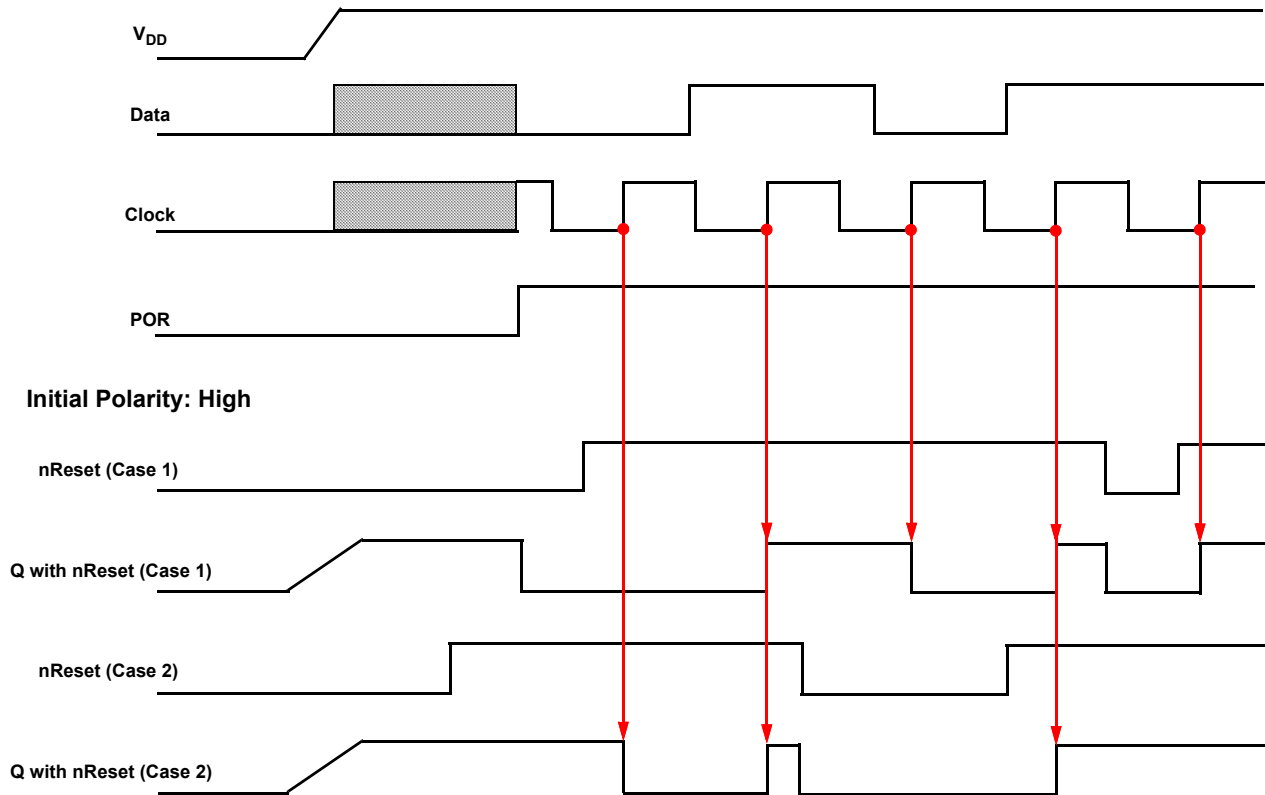 VDD
Data
Clock
POR
Initial Polarity: High
nReset (Case 1)
Q with nReset (Case 1)
nReset (Case 2)
Q with nReset (Case 2)